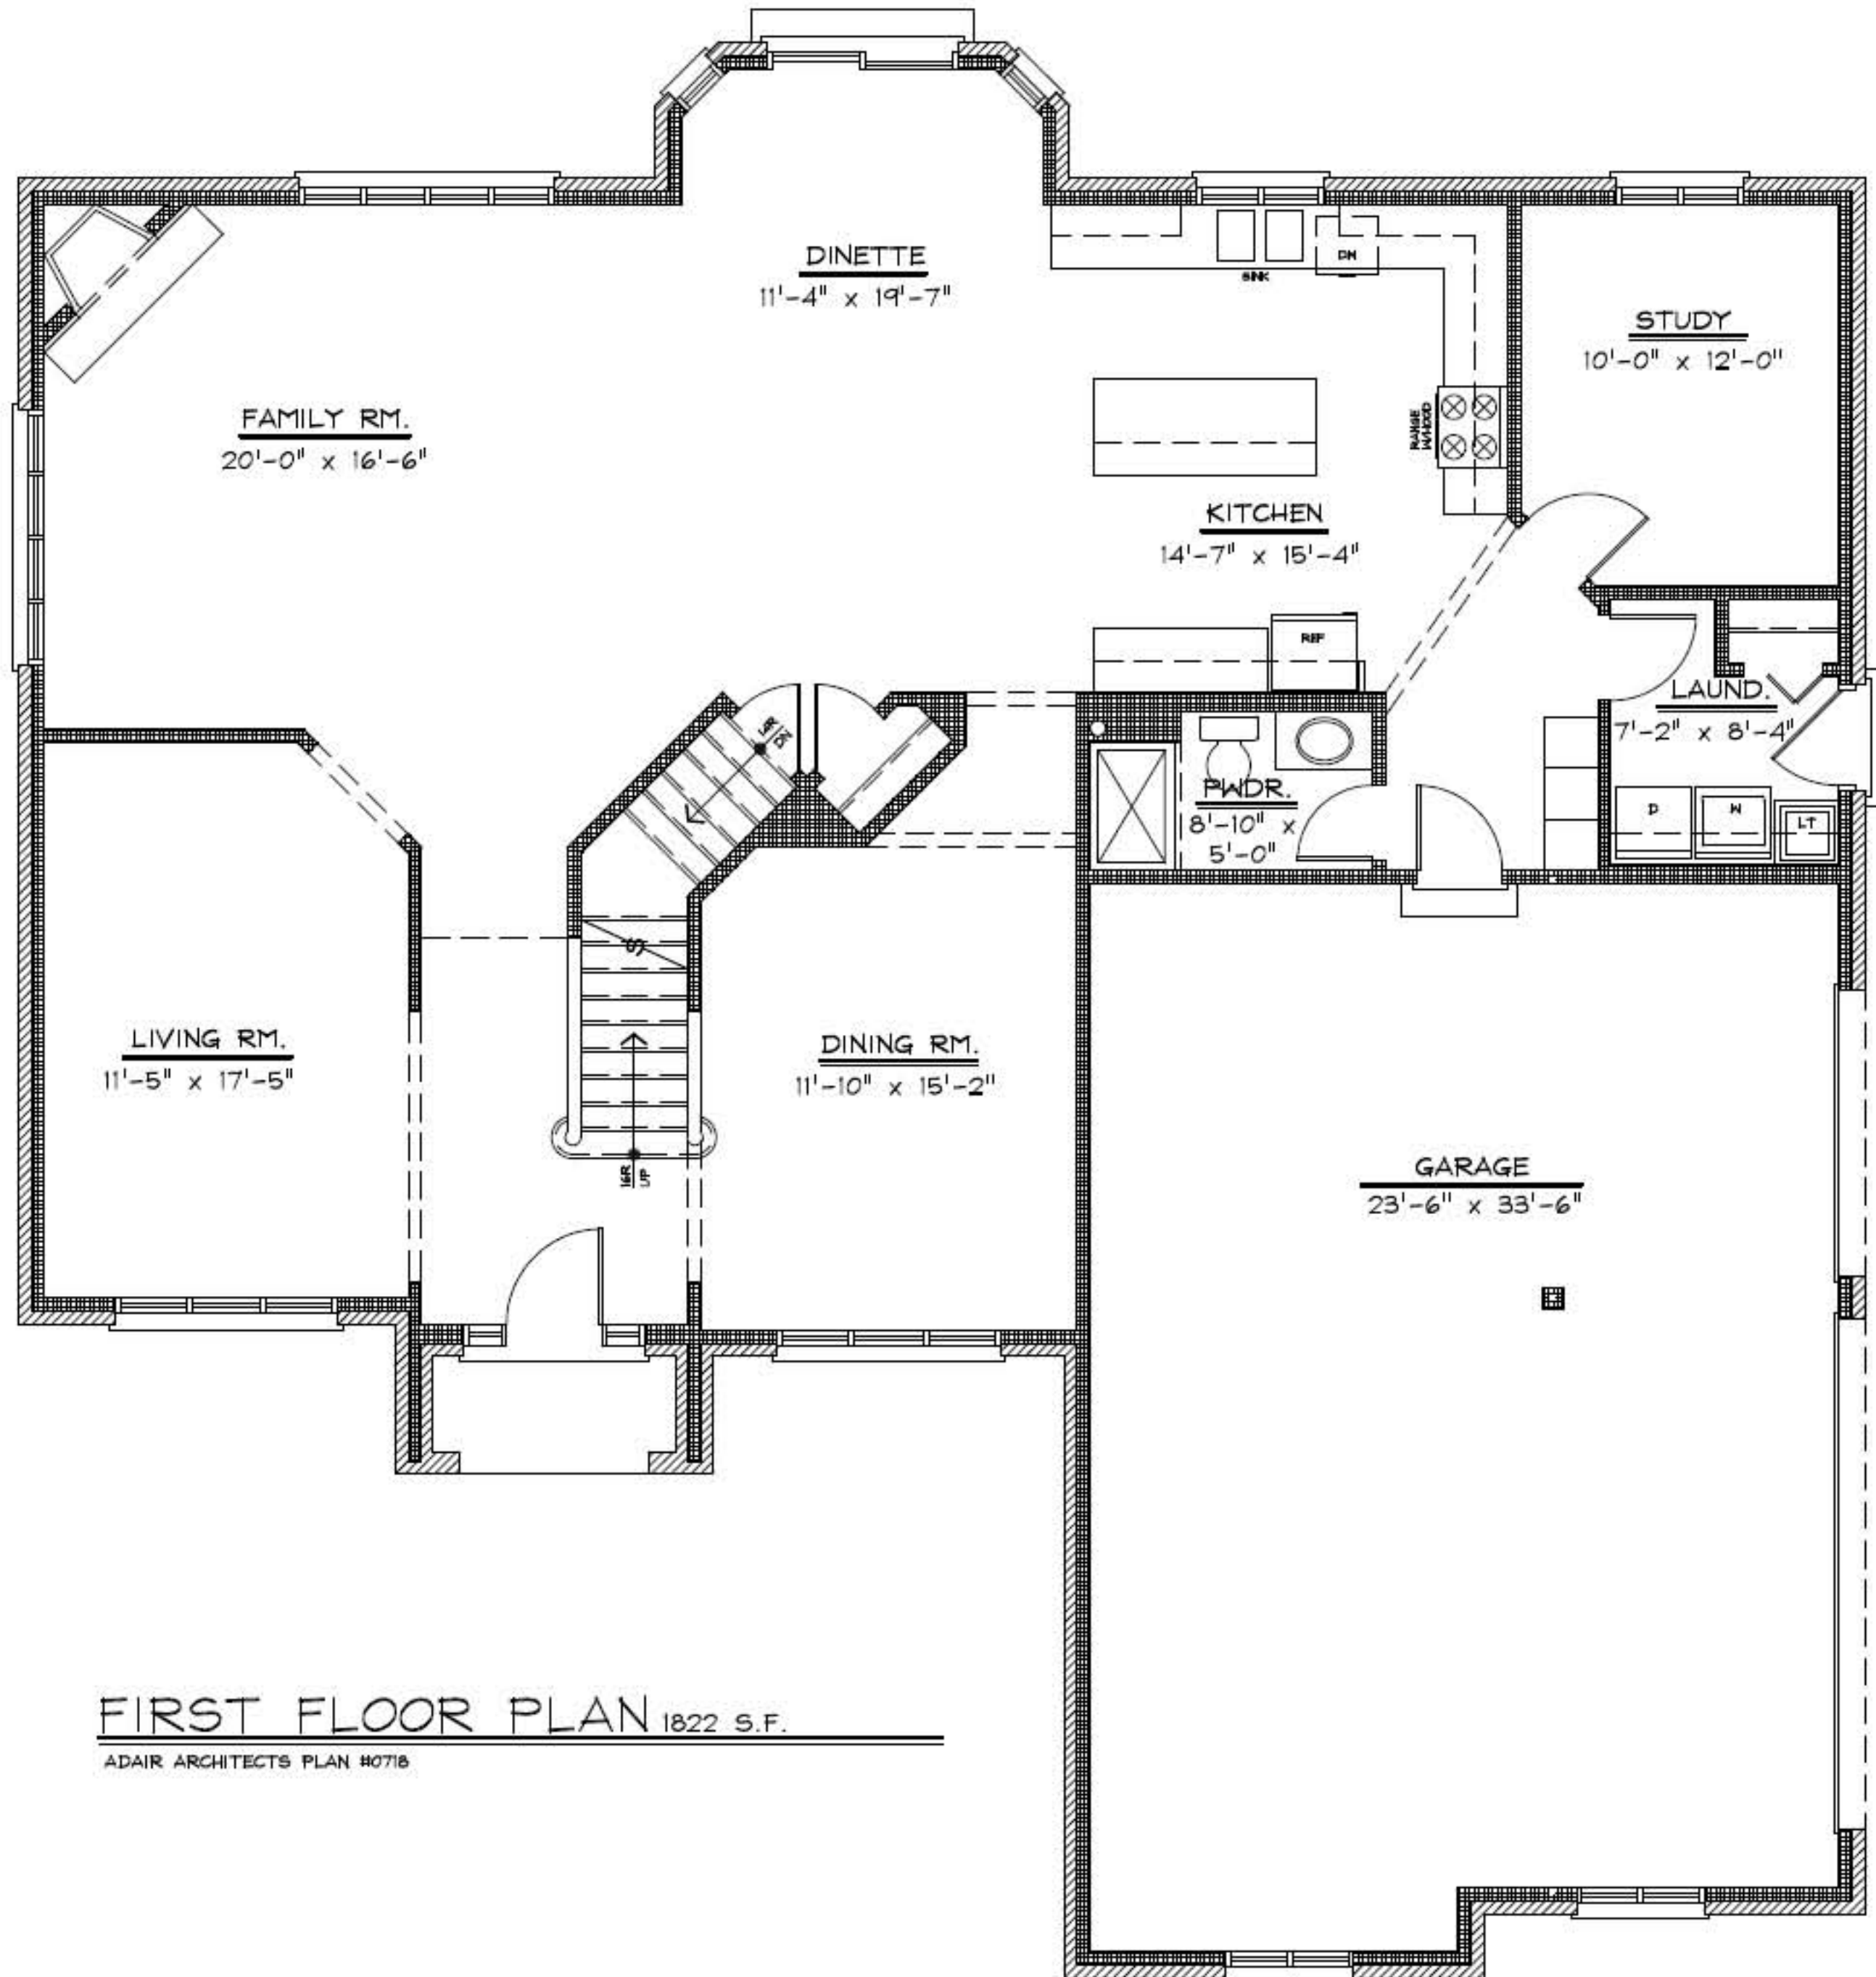 DINETTE
11'-4" x 19'-7"
SINK
DW
STUDY
10'-0" x 12'-0"
FAMILY RM.
20'-0" x 16'-6"
RANGE
W/HOOD
KITCHEN
14'-7" x 15'-4"
REF
LAUND.
7'-2" x 8'-4"
14R
DN
PWDR.
8'-10" x
5'-0"
D
W
LT
S
LIVING RM.
11'-5" x 17'-5"
DINING RM.
11'-10" x 15'-2"
16R
UP
GARAGE
23'-6" x 33'-6"
FIRST FLOOR PLAN 1822 S.F.
ADAIR ARCHITECTS PLAN #0718